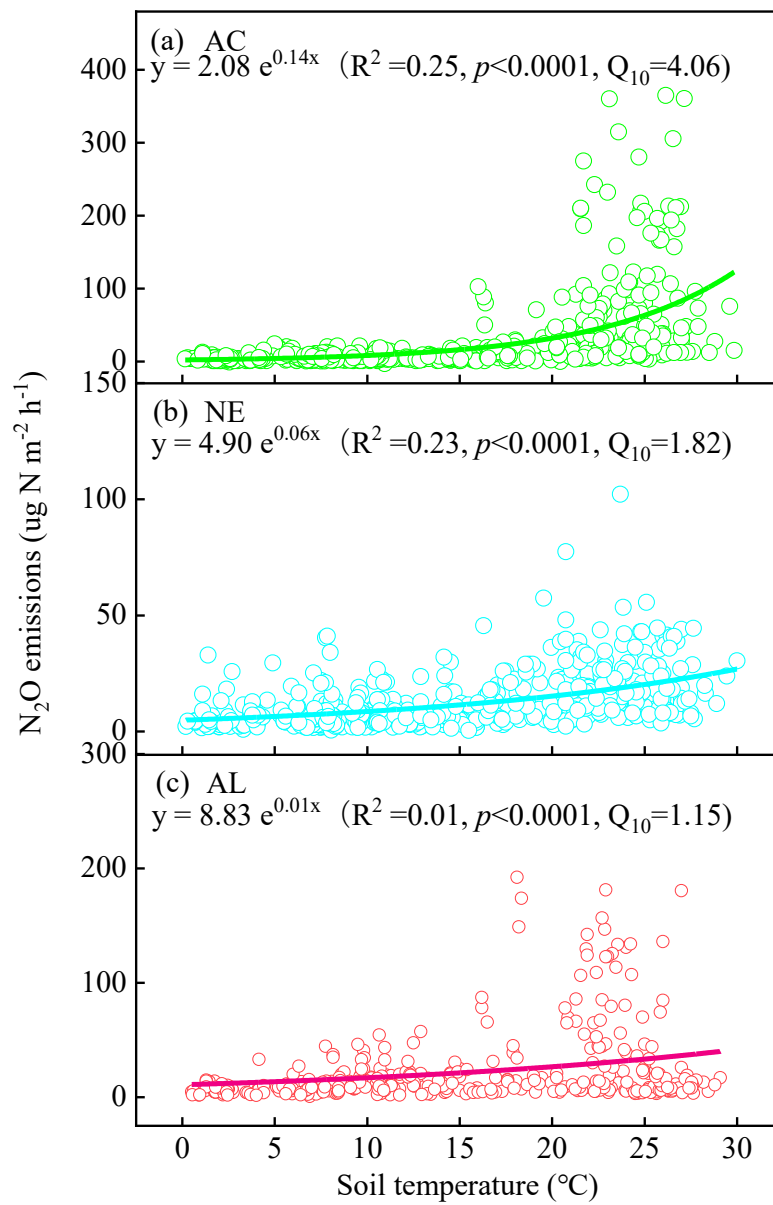 (a) AC
y = 2.08 e^0.14x (R² =0.25, p<0.0001, Q₁₀=4.06)
400
300
200
100
0
150
(b) NE
y = 4.90 e^0.06x (R² =0.23, p<0.0001, Q₁₀=1.82)
100
50
0
300
(c) AL
y = 8.83 e^0.01x (R² =0.01, p<0.0001, Q₁₀=1.15)
200
100
0
N₂O emissions (ug N m⁻² h⁻¹)
0 5 10 15 20 25 30
Soil temperature (°C)